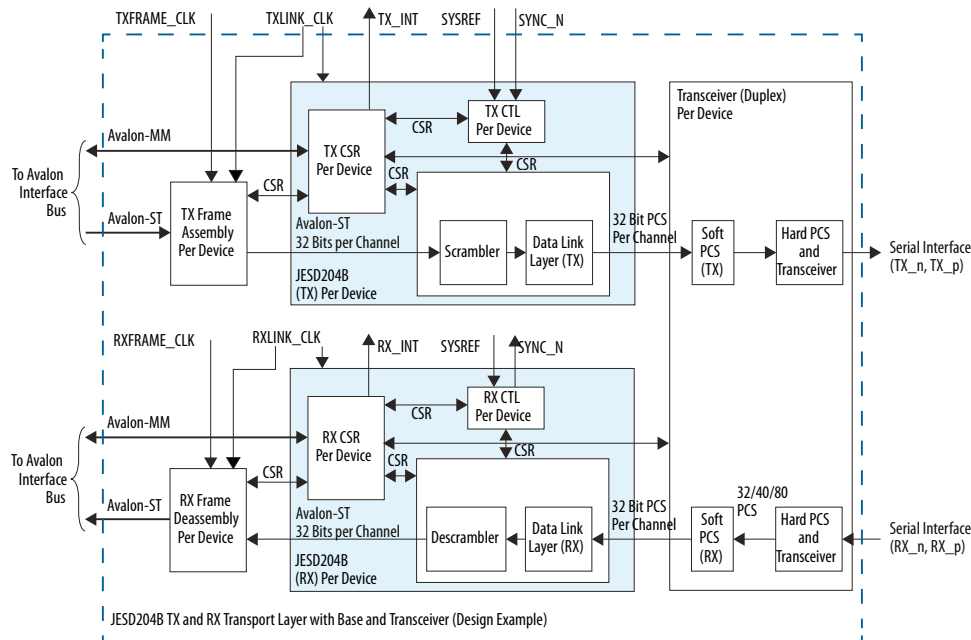 TXFRAME_CLK
TXLINK_CLK
TX_INT
SYSREF
SYNC_N
Transceiver (Duplex)
Per Device
TX CTL
Per Device
CSR
Avalon-MM
TX CSR
Per Device
CSR
To Avalon
Interface
Bus
CSR
CSR
Avalon-ST
TX Frame
Assembly
Per Device
Avalon-ST
32 Bits per Channel
32 Bit PCS
Per Channel
Scrambler
Data Link
Layer (TX)
Soft
PCS
(TX)
Hard PCS
and
Transceiver
Serial Interface
(TX_n, TX_p)
JESD204B
(TX) Per Device
RXFRAME_CLK
RXLINK_CLK
RX_INT
SYSREF
SYNC_N
RX CTL
Per Device
CSR
Avalon-MM
RX CSR
Per Device
CSR
To Avalon
Interface
Bus
CSR
CSR
Avalon-ST
RX Frame
Deassembly
Per Device
Avalon-ST
32 Bits per Channel
32 Bit PCS
Per Channel
32/40/80
PCS
Descrambler
Data Link
Layer (RX)
Soft
PCS
(RX)
Hard PCS
and
Transceiver
Serial Interface
(RX_n, RX_p)
JESD204B
(RX) Per Device
JESD204B TX and RX Transport Layer with Base and Transceiver (Design Example)